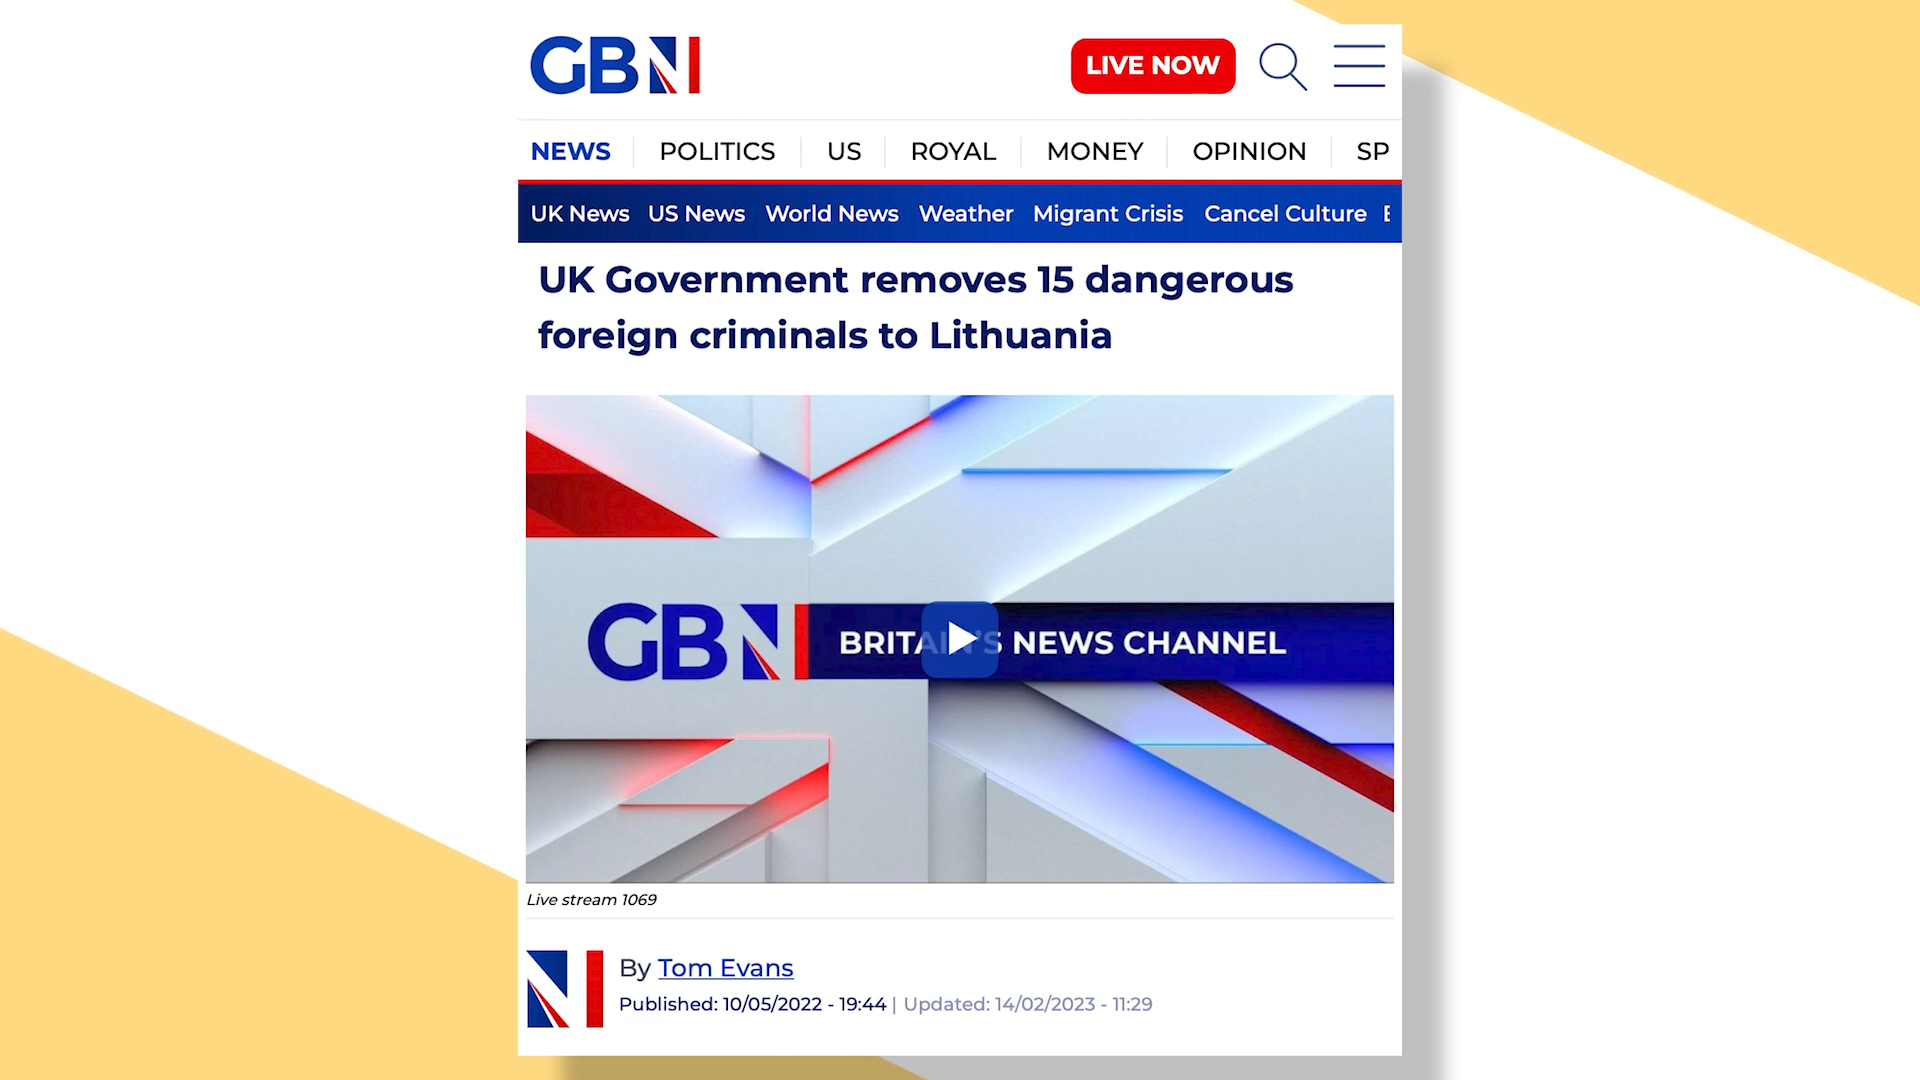 GBN
LIVE NOW
NEWS POLITICS US ROYAL MONEY OPINION SP
UK News US News World News Weather Migrant Crisis Cancel Culture
UK Government removes 15 dangerous
foreign criminals to Lithuania
GBN BRITAIN'S NEWS CHANNEL
Live stream 1069
By Tom Evans
Published: 10/05/2022 - 19:44 | Updated: 14/02/2023 - 11:29